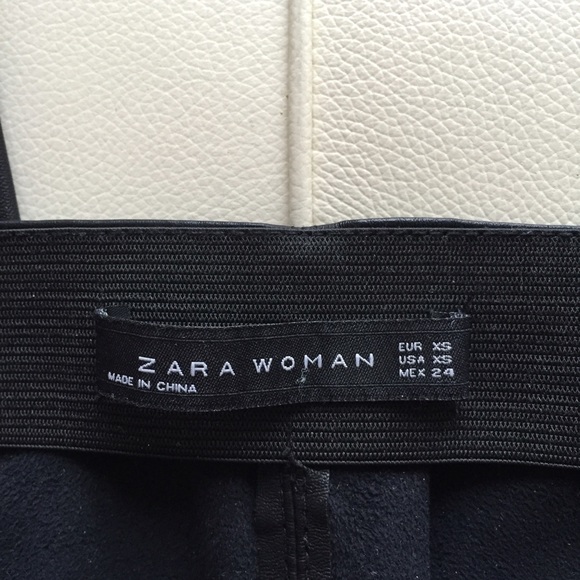 ZARA WOMAN
MADE IN CHINA
EUR XS
USA XS
MEX 24